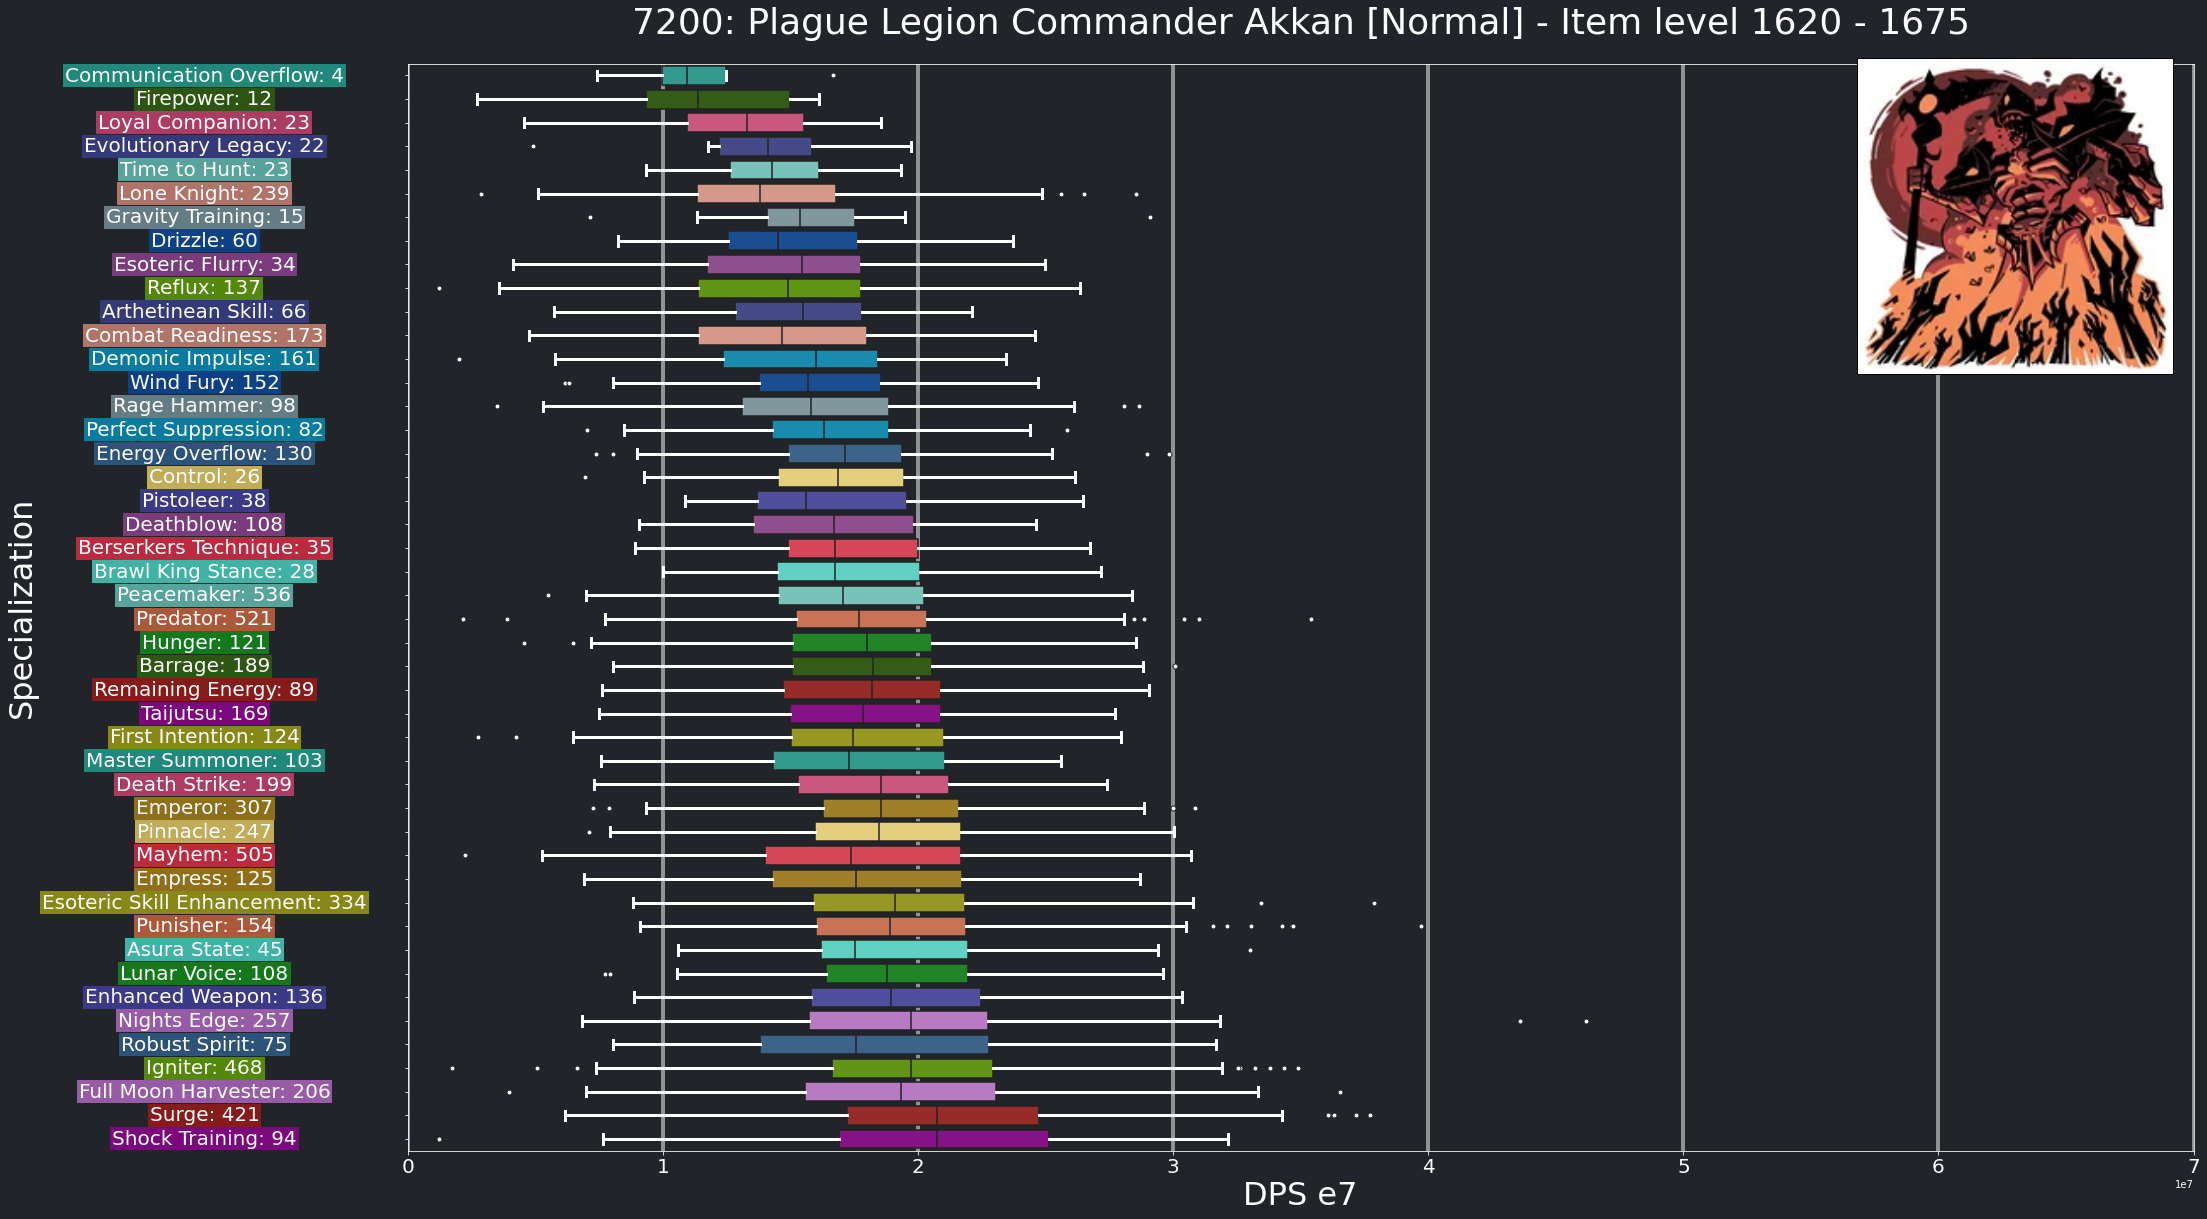 7200: Plague Legion Commander Akkan [Normal] - Item level 1620 - 1675
Communication Overflow: 4
Firepower: 12
Loyal Companion: 23
Evolutionary Legacy: 22
Time to Hunt: 23
Lone Knight: 239
Gravity Training: 15
Drizzle: 60
Esoteric Flurry: 34
Reflux: 137
Arthetinean Skill: 66
Combat Readiness: 173
Demonic Impulse: 161
Wind Fury: 152
Rage Hammer: 98
Perfect Suppression: 82
Energy Overflow: 130
Control: 26
Pistoleer: 38
Deathblow: 108
Berserkers Technique: 35
Brawl King Stance: 28
Peacemaker: 536
Predator: 521
Hunger: 121
Barrage: 189
Remaining Energy: 89
Taijutsu: 169
First Intention: 124
Master Summoner: 103
Death Strike: 199
Emperor: 307
Pinnacle: 247
Mayhem: 505
Empress: 125
Esoteric Skill Enhancement: 334
Punisher: 154
Asura State: 45
Lunar Voice: 108
Enhanced Weapon: 136
Nights Edge: 257
Robust Spirit: 75
Igniter: 468
Full Moon Harvester: 206
Surge: 421
Shock Training: 94
Specialization
0 1 2 3 4 5 6 7
1e7
DPS e7